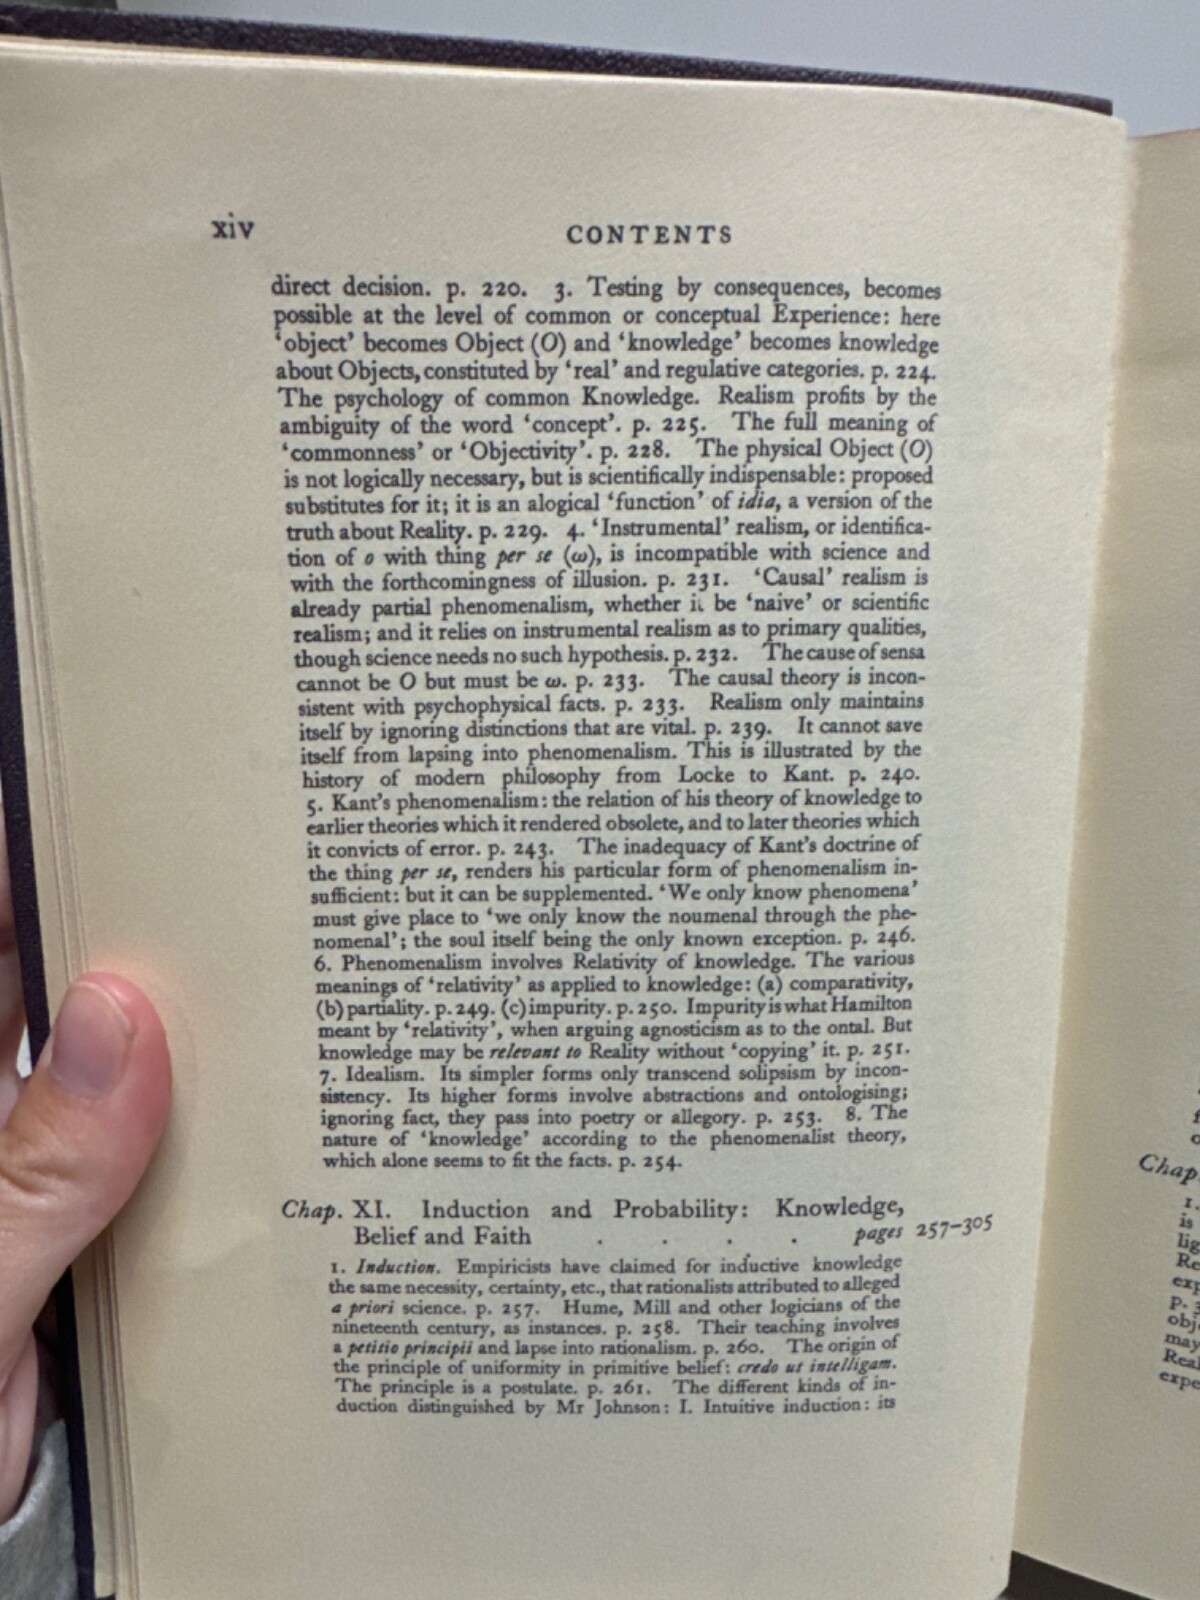 xiv CONTENTS
direct decision. p. 220. 3. Testing by consequences, becomes
possible at the level of common or conceptual Experience: here
‘object’ becomes Object (O) and ‘knowledge’ becomes knowledge
about Objects, constituted by ‘real’ and regulative categories. p. 224.
The psychology of common Knowledge. Realism profits by the
ambiguity of the word ‘concept’. p. 225. The full meaning of
‘commonness’ or ‘Objectivity’. p. 228. The physical Object (O)
is not logically necessary, but is scientifically indispensable: proposed
substitutes for it; it is an alogical ‘function’ of idia, a version of the
truth about Reality. p. 229. 4. ‘Instrumental’ realism, or identifica-
tion of o with thing per se (ω), is incompatible with science and
with the forthcomingness of illusion. p. 231. ‘Causal’ realism is
already partial phenomenalism, whether it be ‘naive’ or scientific
realism; and it relies on instrumental realism as to primary qualities,
though science needs no such hypothesis. p. 232. The cause of sensa
cannot be O but must be ω. p. 233. The causal theory is incon-
sistent with psychophysical facts. p. 233. Realism only maintains
itself by ignoring distinctions that are vital. p. 239. It cannot save
itself from lapsing into phenomenalism. This is illustrated by the
history of modern philosophy from Locke to Kant. p. 240.
5. Kant’s phenomenalism: the relation of his theory of knowledge to
earlier theories which it rendered obsolete, and to later theories which
it convicts of error. p. 243. The inadequacy of Kant’s doctrine of
the thing per se, renders his particular form of phenomenalism in-
sufficient: but it can be supplemented. ‘We only know phenomena’
must give place to ‘we only know the noumenal through the phe-
nomenal’; the soul itself being the only known exception. p. 246.
6. Phenomenalism involves Relativity of knowledge. The various
meanings of ‘relativity’ as applied to knowledge: (a) comparativity,
(b) partiality. p. 249. (c) impurity. p. 250. Impurity is what Hamilton
meant by ‘relativity’, when arguing agnosticism as to the ontal. But
knowledge may be relevant to Reality without ‘copying’ it. p. 251.
7. Idealism. Its simpler forms only transcend solipsism by incon-
sistency. Its higher forms involve abstractions and ontologising;
ignoring fact, they pass into poetry or allegory. p. 253. 8. The
nature of ‘knowledge’ according to the phenomenalist theory,
which alone seems to fit the facts. p. 254.
Chap. XI. Induction and Probability: Knowledge,
Belief and Faith . . . . pages 257–305
1. Induction. Empiricists have claimed for inductive knowledge
the same necessity, certainty, etc., that rationalists attributed to alleged
a priori science. p. 257. Hume, Mill and other logicians of the
nineteenth century, as instances. p. 258. Their teaching involves
a petitio principii and lapse into rationalism. p. 260. The origin of
the principle of uniformity in primitive belief: credo ut intelligam.
The principle is a postulate. p. 261. The different kinds of in-
duction distinguished by Mr Johnson: I. Intuitive induction: its
Chap.
1.
is
lig
Re
exp
obj
may
Real
expe